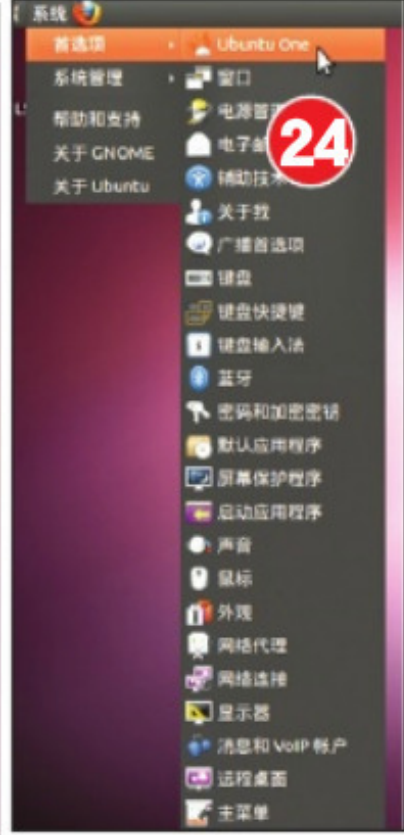 系统
首选项
系统管理
帮助和支持
关于 GNOME
关于 Ubuntu
Ubuntu One
窗口
电源管
电子邮
24
辅助技术
关于我
广播首选项
键盘
键盘快捷键
键盘输入法
蓝牙
密码和加密密钥
默认应用程序
屏幕保护程序
启动应用程序
声音
鼠标
外观
网络代理
网络连接
显示器
消息和 VoIP 帐户
远程桌面
主菜单